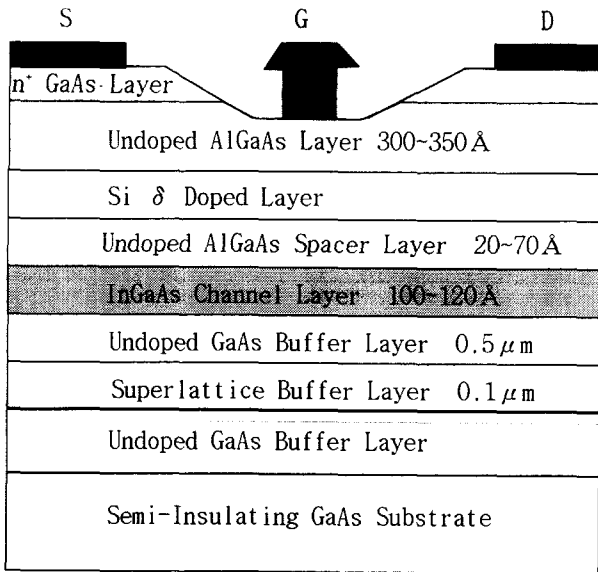 S G D
n⁺ GaAs Layer
Undoped AlGaAs Layer 300~350Å
Si δ Doped Layer
Undoped AlGaAs Spacer Layer 20~70Å
InGaAs Channel Layer 100~120Å
Undoped GaAs Buffer Layer 0.5μm
Superlattice Buffer Layer 0.1μm
Undoped GaAs Buffer Layer
Semi-Insulating GaAs Substrate